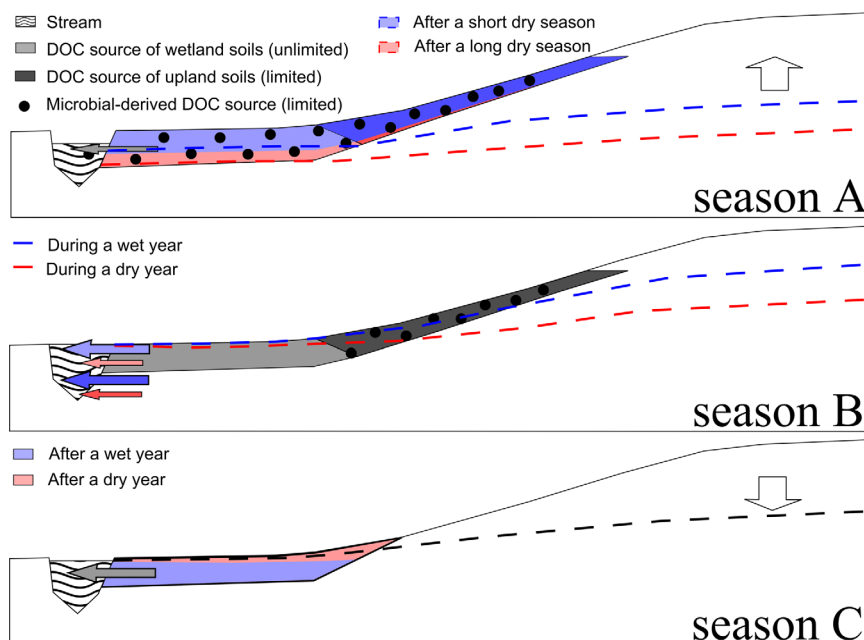 Stream
DOC source of wetland soils (unlimited)
DOC source of upland soils (limited)
Microbial-derived DOC source (limited)
After a short dry season
After a long dry season
season A
During a wet year
During a dry year
season B
After a wet year
After a dry year
season C